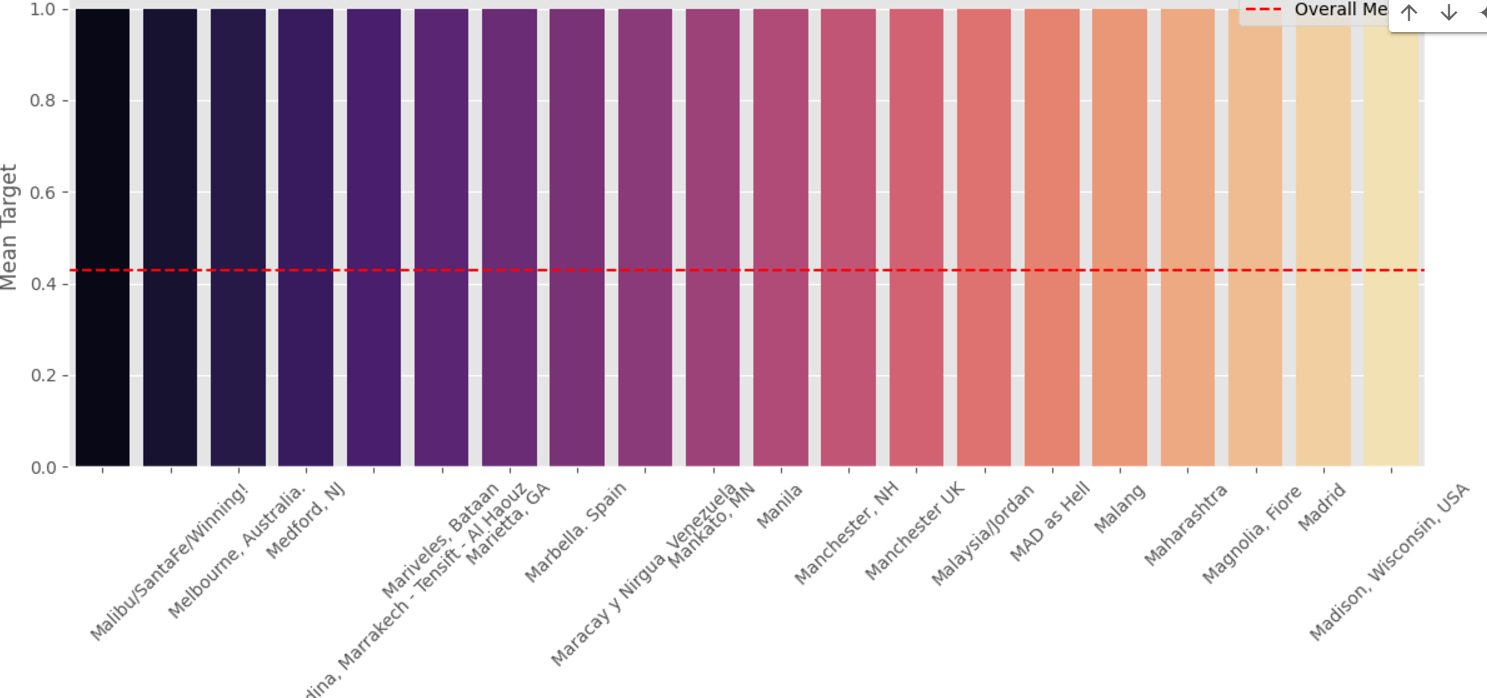 1.0
Overall Me
0.8
0.6
0.4
0.2
0.0
Mean Target
Malibu/SantaFe/Winning!
Melbourne, Australia.
Medford, NJ
dina, Marrakech - Tensift - Al Haouz
Mariveles, Bataan
Marietta, GA
Marbella. Spain
Maracay y Nirgua, Venezuela
Mankato, MN
Manila
Manchester, NH
Manchester UK
Malaysia/Jordan
MAD as Hell
Malang
Maharashtra
Magnolia, Fiore
Madrid
Madison, Wisconsin, USA